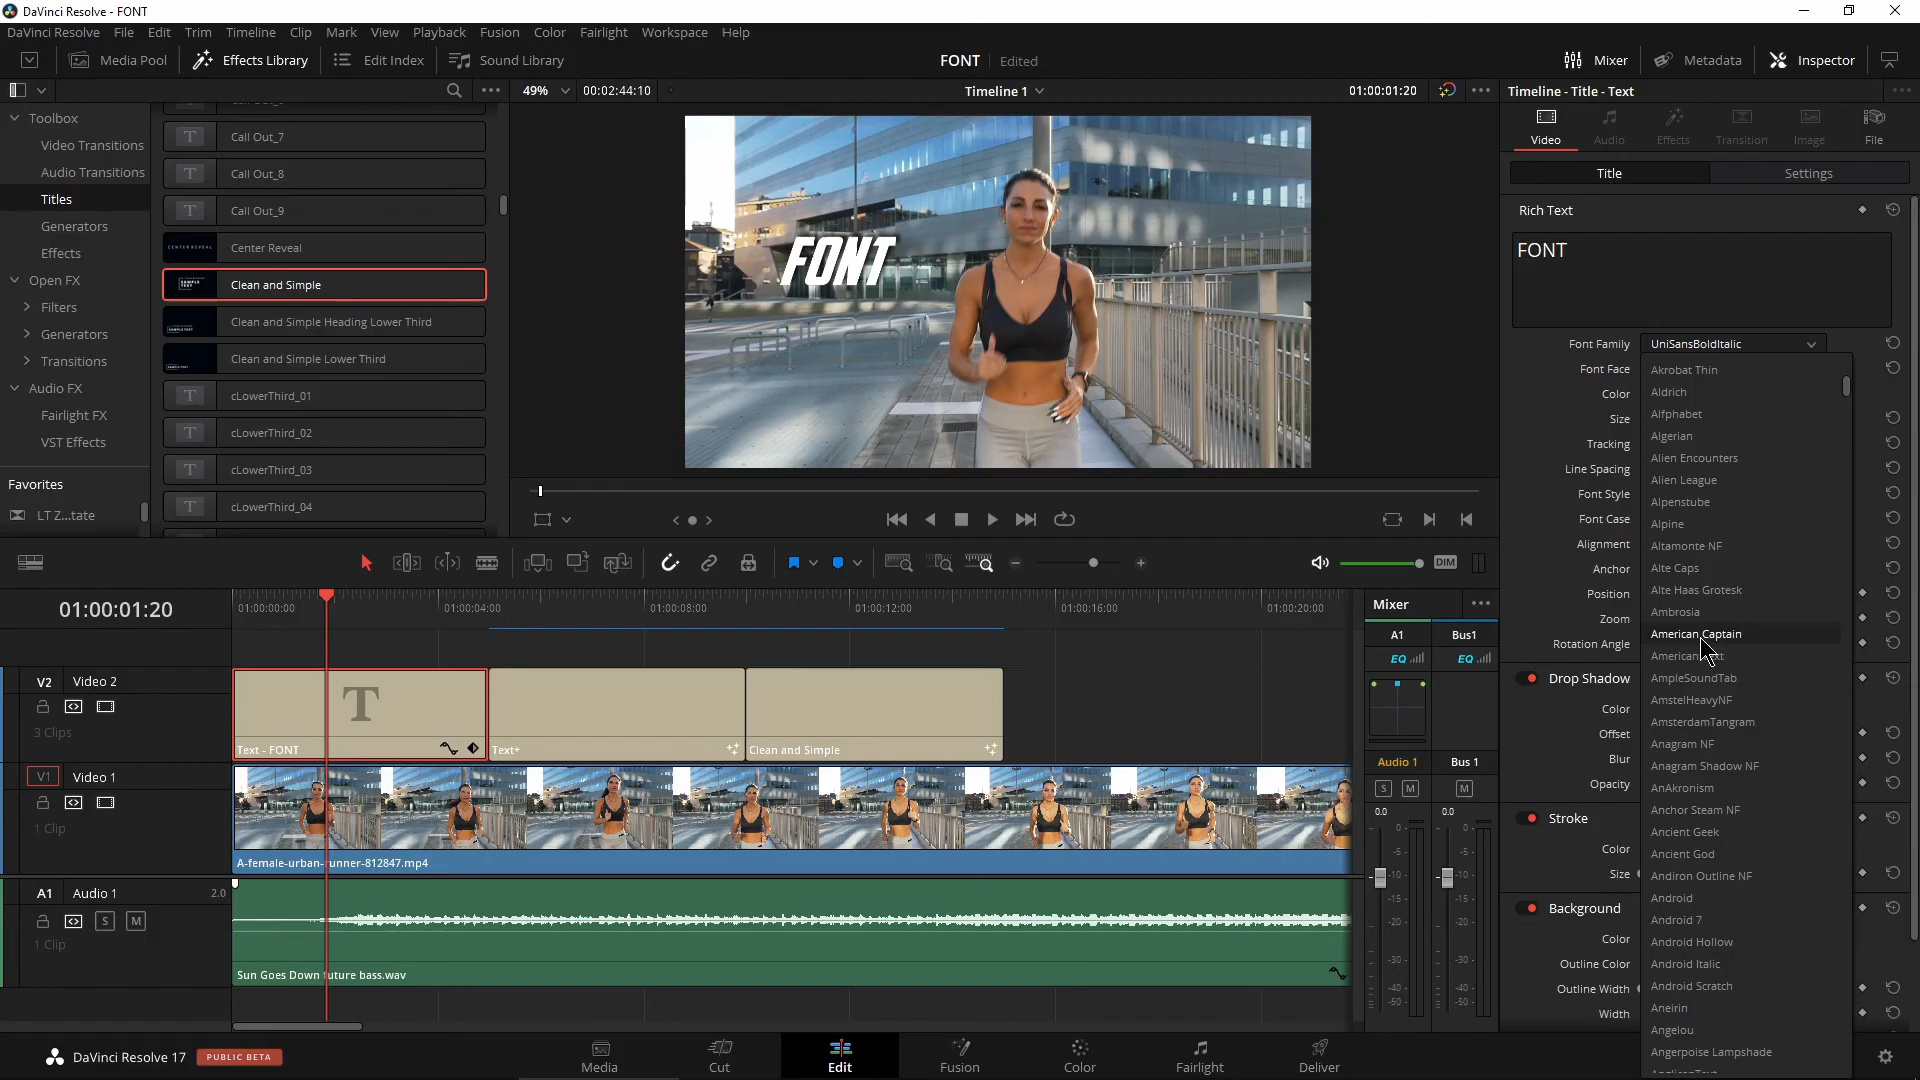 DaVinci Resolve - FONT
DaVinci Resolve File Edit Trim Timeline Clip Mark View Playback Fusion Color Fairlight Workspace Help
Media Pool Effects Library Edit Index Sound Library FONT Edited Mixer Metadata Inspector
49% 00:02:44:10 Timeline 1 01:00:01:20 Timeline - Title - Text
Toolbox
Video Transitions
Audio Transitions
Titles
Generators
Effects
Open FX
Filters
Generators
Transitions
Audio FX
Fairlight FX
VST Effects
Favorites
LT Z...tate
Call Out_7
Call Out_8
Call Out_9
CENTER REVEAL
Center Reveal
Clean and Simple
Clean and Simple Heading Lower Third
Clean and Simple Lower Third
cLowerThird_01
cLowerThird_02
cLowerThird_03
cLowerThird_04
FONT
Video Audio Effects Transition Image File
Title Settings
Rich Text
FONT
Font Family UniSansBoldItalic
Font Face
Color
Size
Tracking
Line Spacing
Font Style
Font Case
Alignment
Anchor
Position
Zoom
Rotation Angle
Drop Shadow
Color
Offset
Blur
Opacity
Stroke
Color
Size
Background
Color
Outline Color
Outline Width
Width
Akrobat Thin
Aldrich
Alfphabet
Algerian
Alien Encounters
Alien League
Alpenstube
Alpine
Altamonte NF
Alte Caps
Alte Haas Grotesk
Ambrosia
American Captain
AmpleSoundTab
AmstelHeavyNF
AmsterdamTangram
Anagram NF
Anagram Shadow NF
AnAkronism
Anchor Steam NF
Ancient Geek
Ancient God
Andiron Outline NF
Android
Android 7
Android Hollow
Android Italic
Android Scratch
Aneirin
Angelou
Angerpoise Lampshade
DIM
01:00:01:20
01:00:00:00 01:00:04:00 01:00:08:00 01:00:12:00 01:00:16:00 01:00:20:00
V2 Video 2
3 Clips
T
Text - FONT Text+ Clean and Simple
V1 Video 1
1 Clip
A-female-urban-runner-812847.mp4
A1 Audio 1 2.0
S M
1 Clip
Sun Goes Down future bass.wav
Mixer
A1 Bus1
EQ EQ
Audio 1 Bus 1
S M M
0.0 0.0
0-
-5-
-10-
-15-
-20-
-30-
-40-
-50-
0-
-5-
-10-
-15-
-20-
-30-
-40-
-50-
DaVinci Resolve 17 PUBLIC BETA
Media Cut Edit Fusion Color Fairlight Deliver